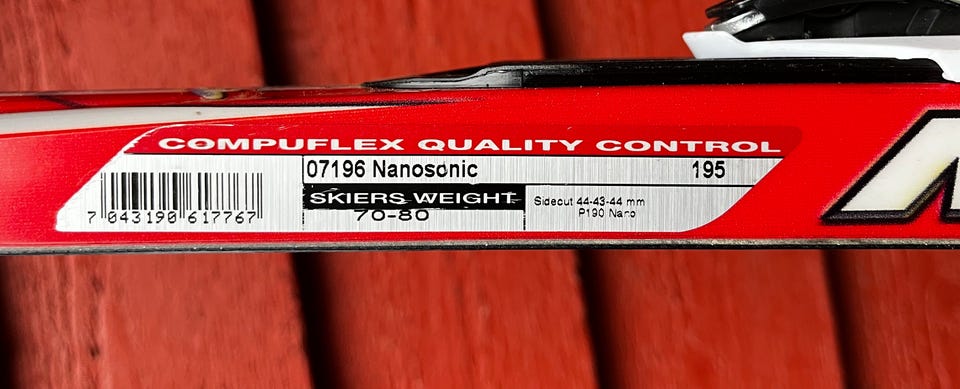 COMPUFLEX QUALITY CONTROL
07196 Nanosonic 195
SKIERS WEIGHT
70-80
Sidecut 44-43-44 mm
P190 Nano
7 043190 617767